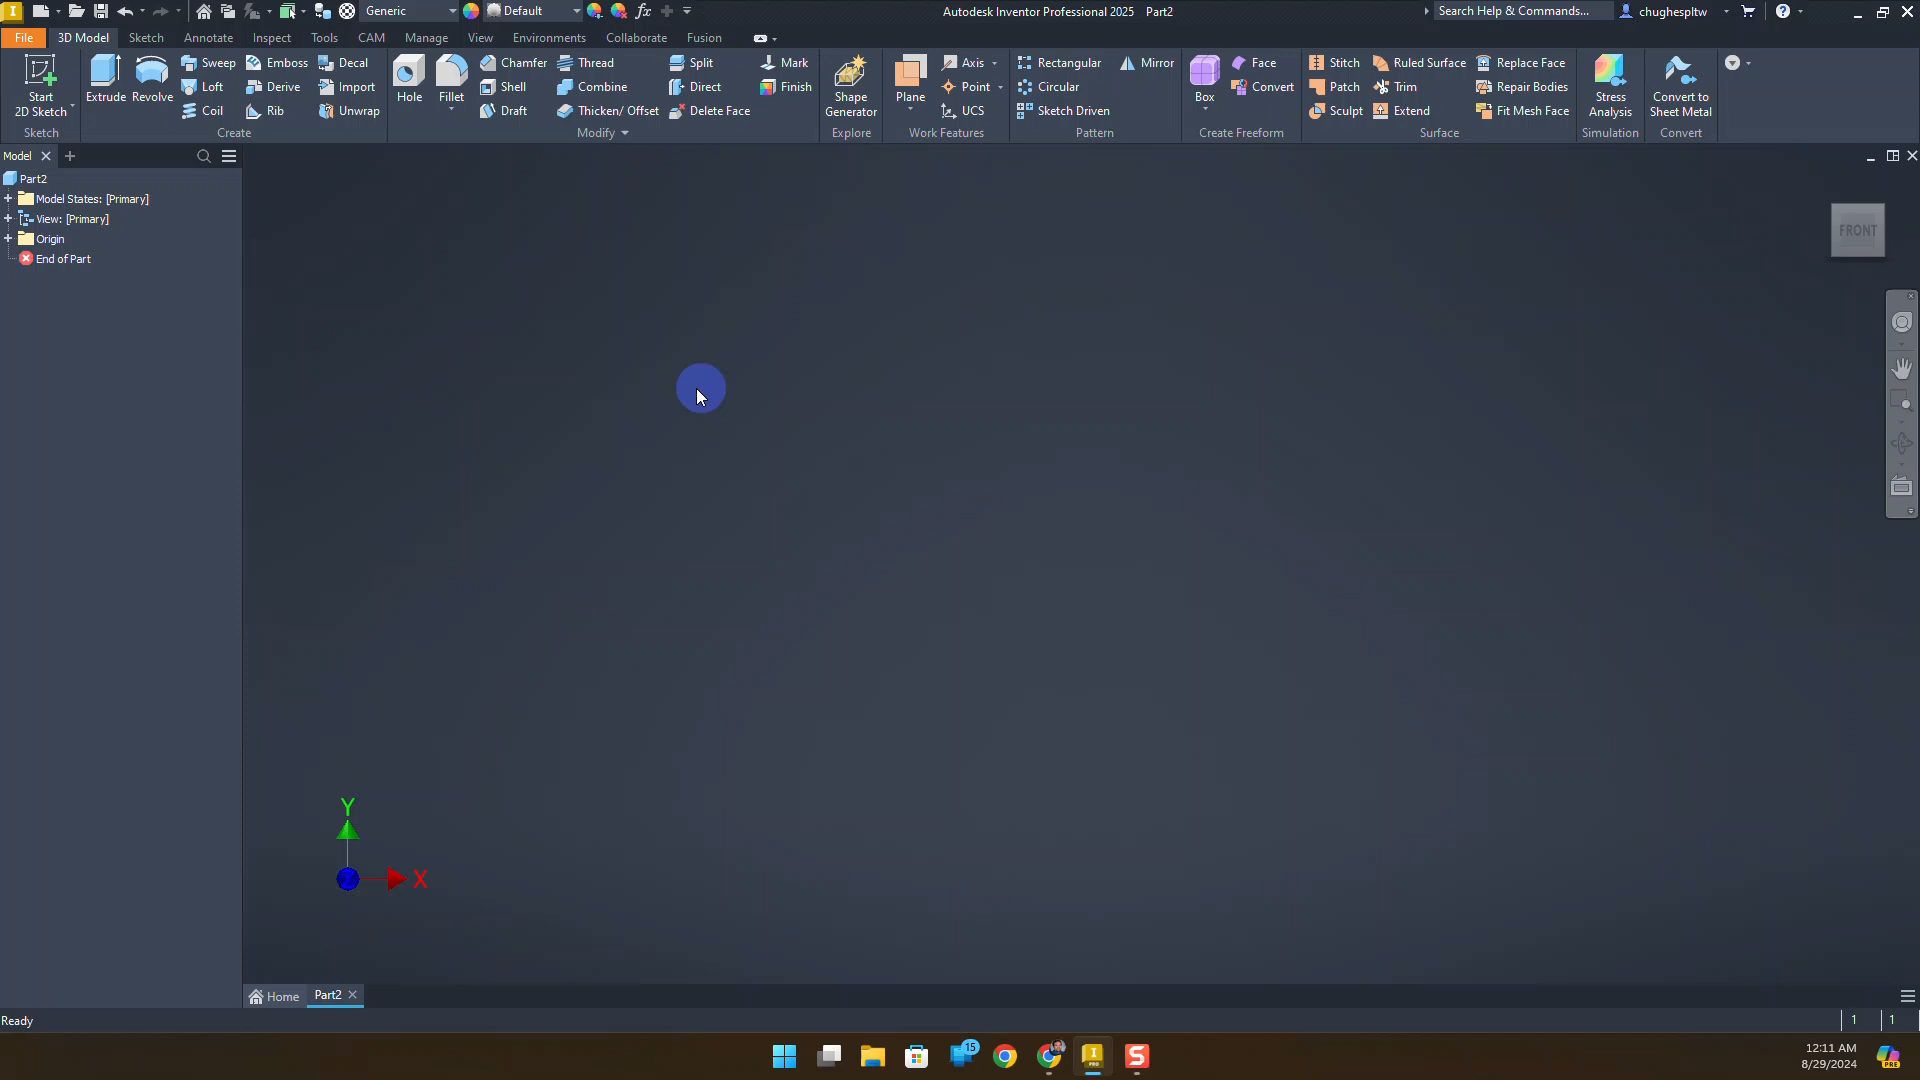 I Generic Default fx Autodesk Inventor Professional 2025 Part2 Search Help & Commands... chughespltw
File 3D Model Sketch Annotate Inspect Tools CAM Manage View Environments Collaborate Fusion
Sweep Emboss Decal Chamfer Thread Split Mark Axis Rectangular Mirror Face Stitch Ruled Surface Replace Face
Loft Derive Import Shell Combine Direct Finish Point Circular Convert Patch Trim Repair Bodies
Start Extrude Revolve Hole Fillet Shape Plane Box Stress Convert to
2D Sketch Coil Rib Unwrap Draft Thicken/ Offset Delete Face Generator UCS Sketch Driven Sculpt Extend Fit Mesh Face Analysis Sheet Metal
Sketch Create Modify Explore Work Features Pattern Create Freeform Surface Simulation Convert
Model
Part2
Model States: [Primary]
View: [Primary]
Origin
End of Part
FRONT
Y
X
Home Part2
Ready 1 1
15
I
PRO
S
12:11 AM
8/29/2024
PRE